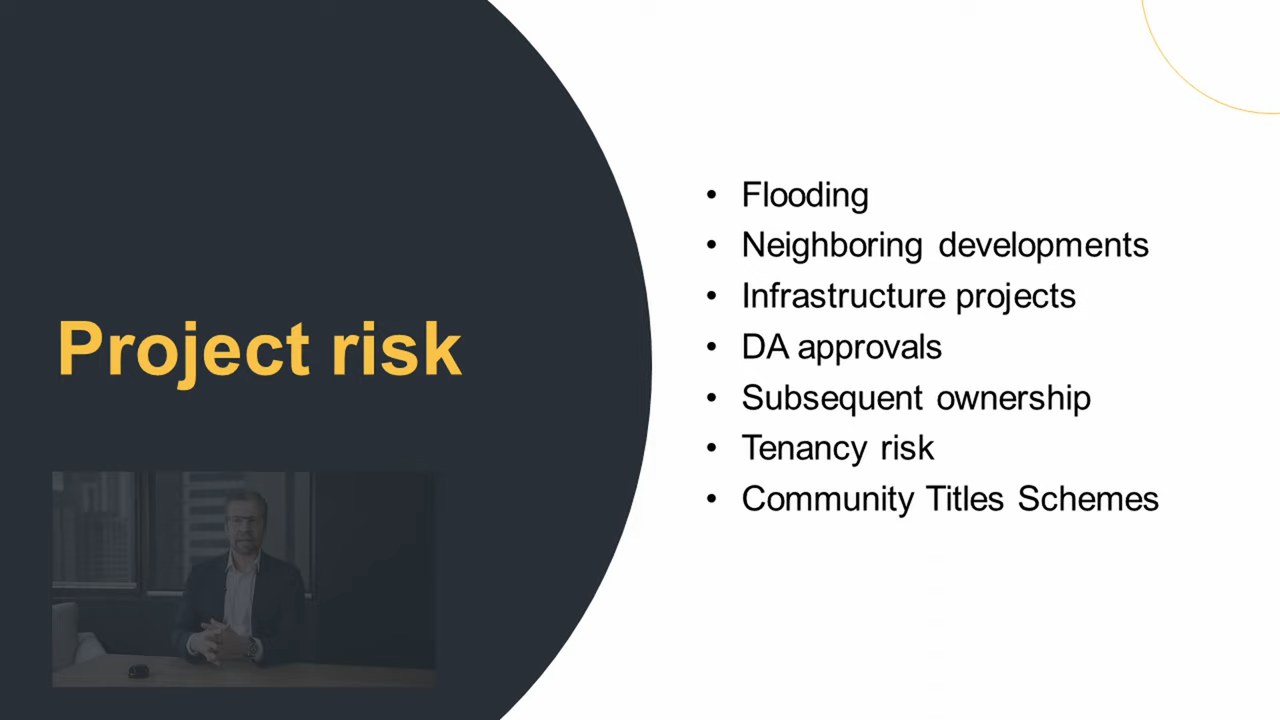 Project risk
• Flooding
• Neighboring developments
• Infrastructure projects
• DA approvals
• Subsequent ownership
• Tenancy risk
• Community Titles Schemes